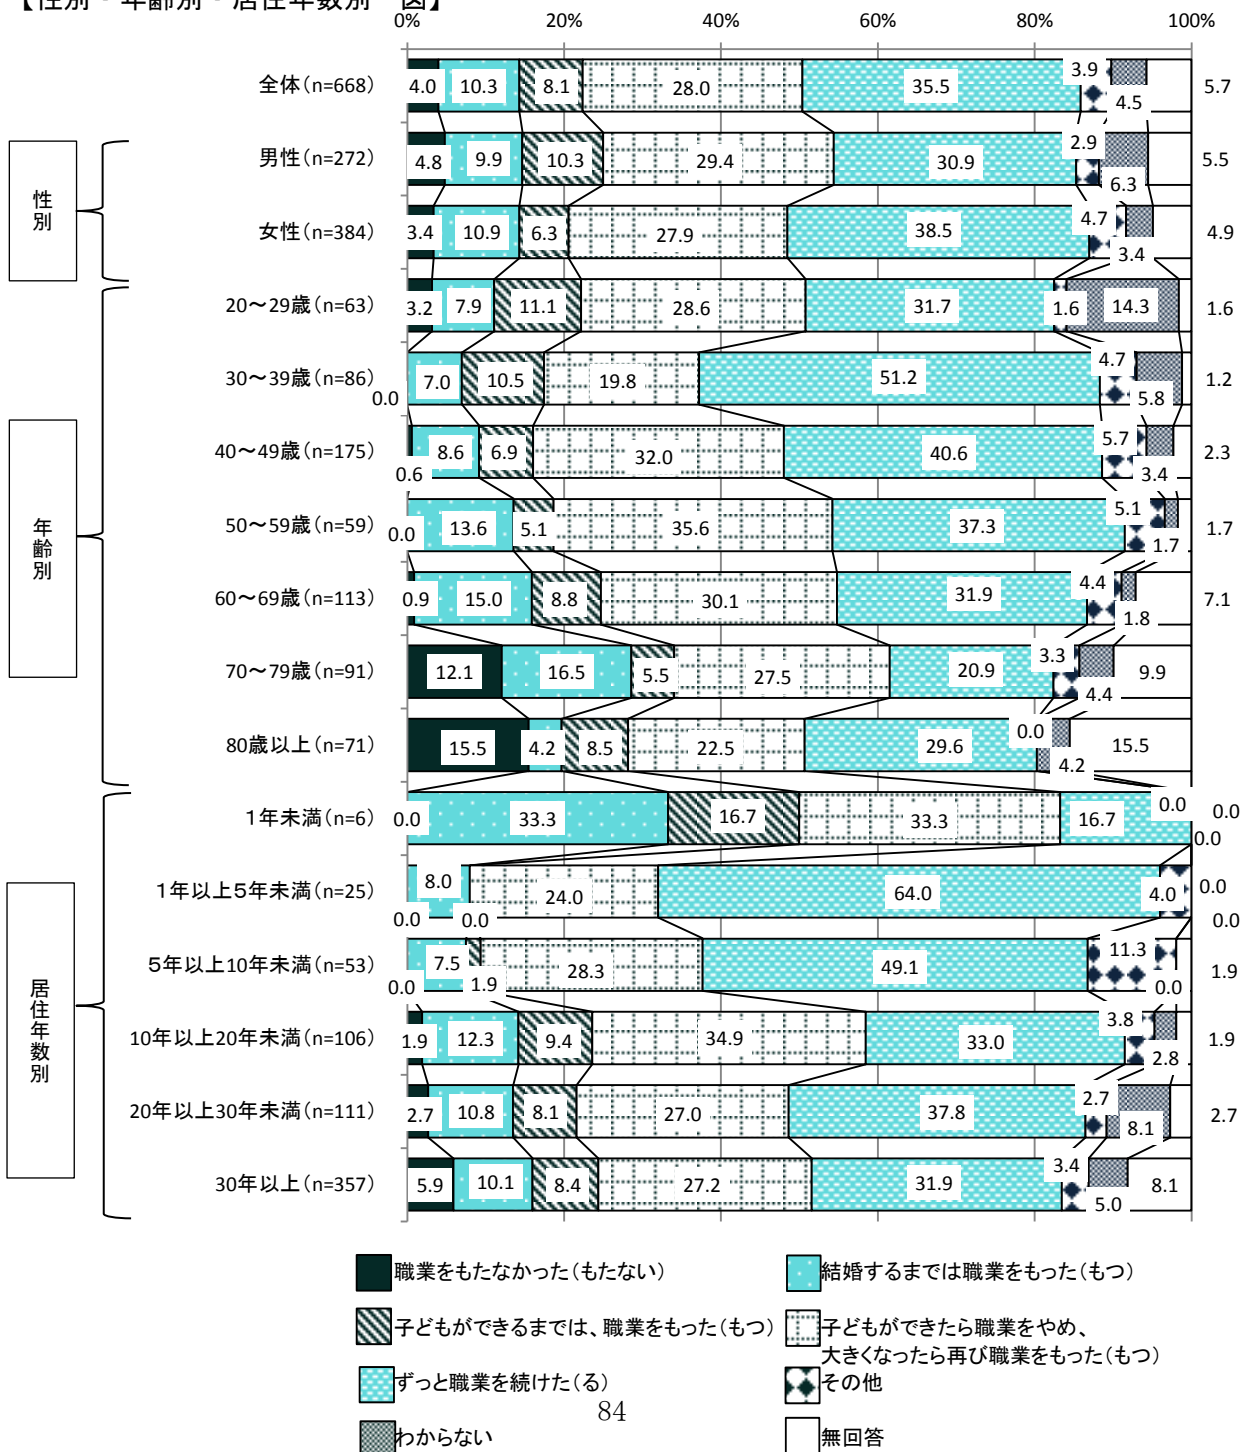 【性別・年齢別・居住年数別 図】
0% 20% 40% 60% 80% 100%
全体(n=668) 4.0 10.3 8.1 28.0 35.5 3.9 4.5 5.7
性別
男性(n=272) 4.8 9.9 10.3 29.4 30.9 2.9 6.3 5.5
女性(n=384) 3.4 10.9 6.3 27.9 38.5 4.7 3.4 4.9
年齢別
20～29歳(n=63) 3.2 7.9 11.1 28.6 31.7 1.6 14.3 1.6
30～39歳(n=86) 0.0 7.0 10.5 19.8 51.2 4.7 5.8 1.2
40～49歳(n=175) 0.6 8.6 6.9 32.0 40.6 5.7 3.4 2.3
50～59歳(n=59) 0.0 13.6 5.1 35.6 37.3 5.1 1.7 1.7
60～69歳(n=113) 0.9 15.0 8.8 30.1 31.9 4.4 1.8 7.1
70～79歳(n=91) 12.1 16.5 5.5 27.5 20.9 3.3 4.4 9.9
80歳以上(n=71) 15.5 4.2 8.5 22.5 29.6 0.0 4.2 15.5
居住年数別
1年未満(n=6) 0.0 33.3 16.7 33.3 16.7 0.0 0.0 0.0
1年以上5年未満(n=25) 0.0 8.0 0.0 24.0 64.0 4.0 0.0 0.0
5年以上10年未満(n=53) 0.0 7.5 1.9 28.3 49.1 11.3 0.0 1.9
10年以上20年未満(n=106) 1.9 12.3 9.4 34.9 33.0 3.8 2.8 1.9
20年以上30年未満(n=111) 2.7 10.8 8.1 27.0 37.8 2.7 8.1 2.7
30年以上(n=357) 5.9 10.1 8.4 27.2 31.9 3.4 5.0 8.1
職業をもたなかった(もたない)
結婚するまでは職業をもった(もつ)
子どもができるまでは、職業をもった(もつ)
子どもができたら職業をやめ、
大きくなったら再び職業をもった(もつ)
ずっと職業を続けた(る)
その他
わからない
無回答
84